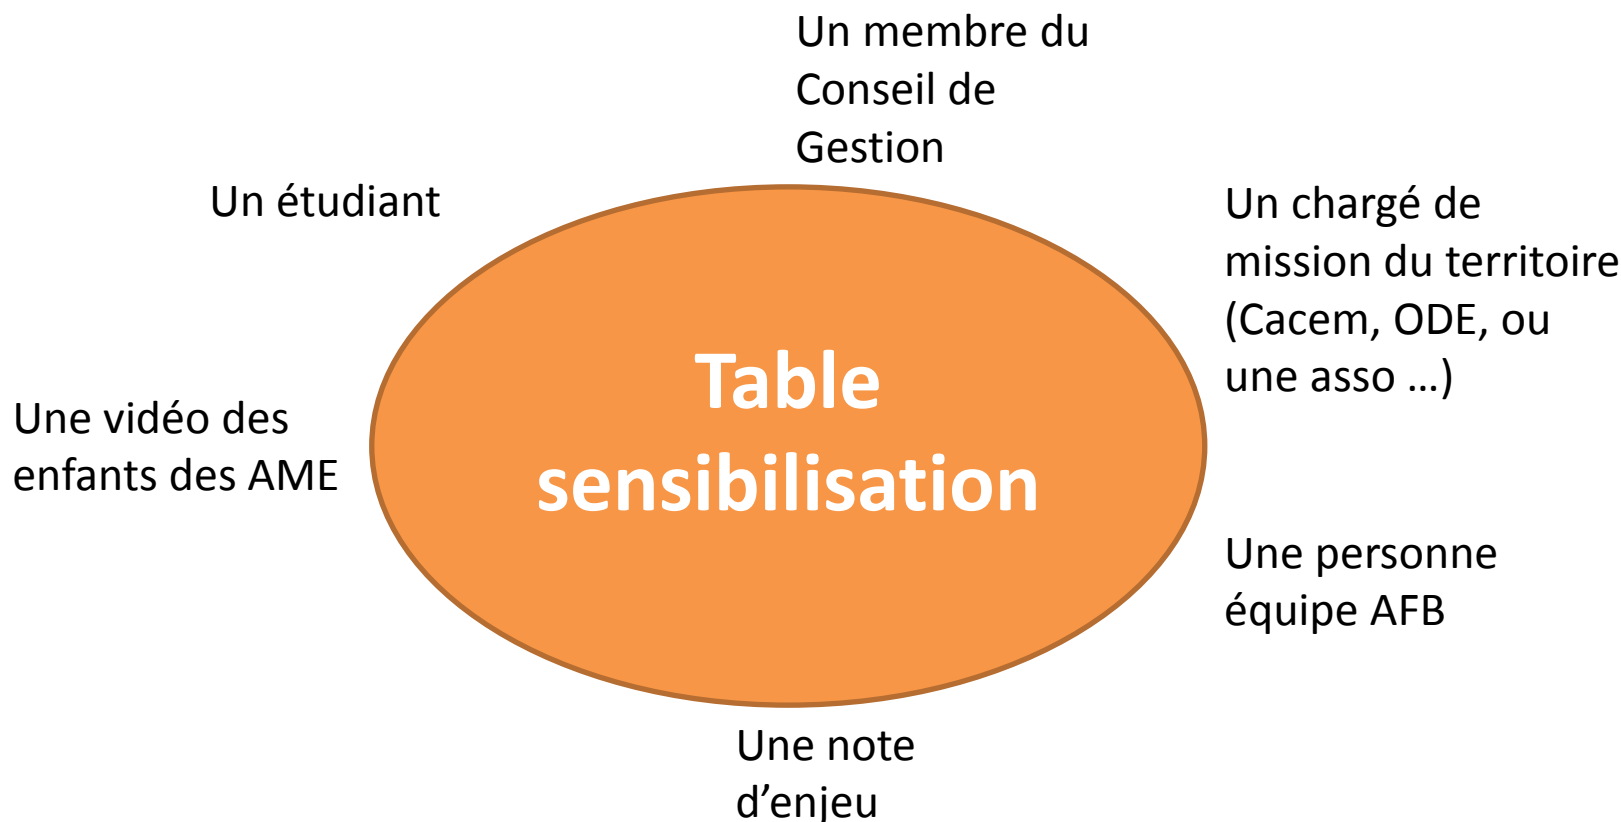 Un membre du
Conseil de
Gestion
Un étudiant
Un chargé de
mission du territoire
(Cacem, ODE, ou
une asso ...)
Table
sensibilisation
Une vidéo des
enfants des AME
Une personne
équipe AFB
Une note
d’enjeu